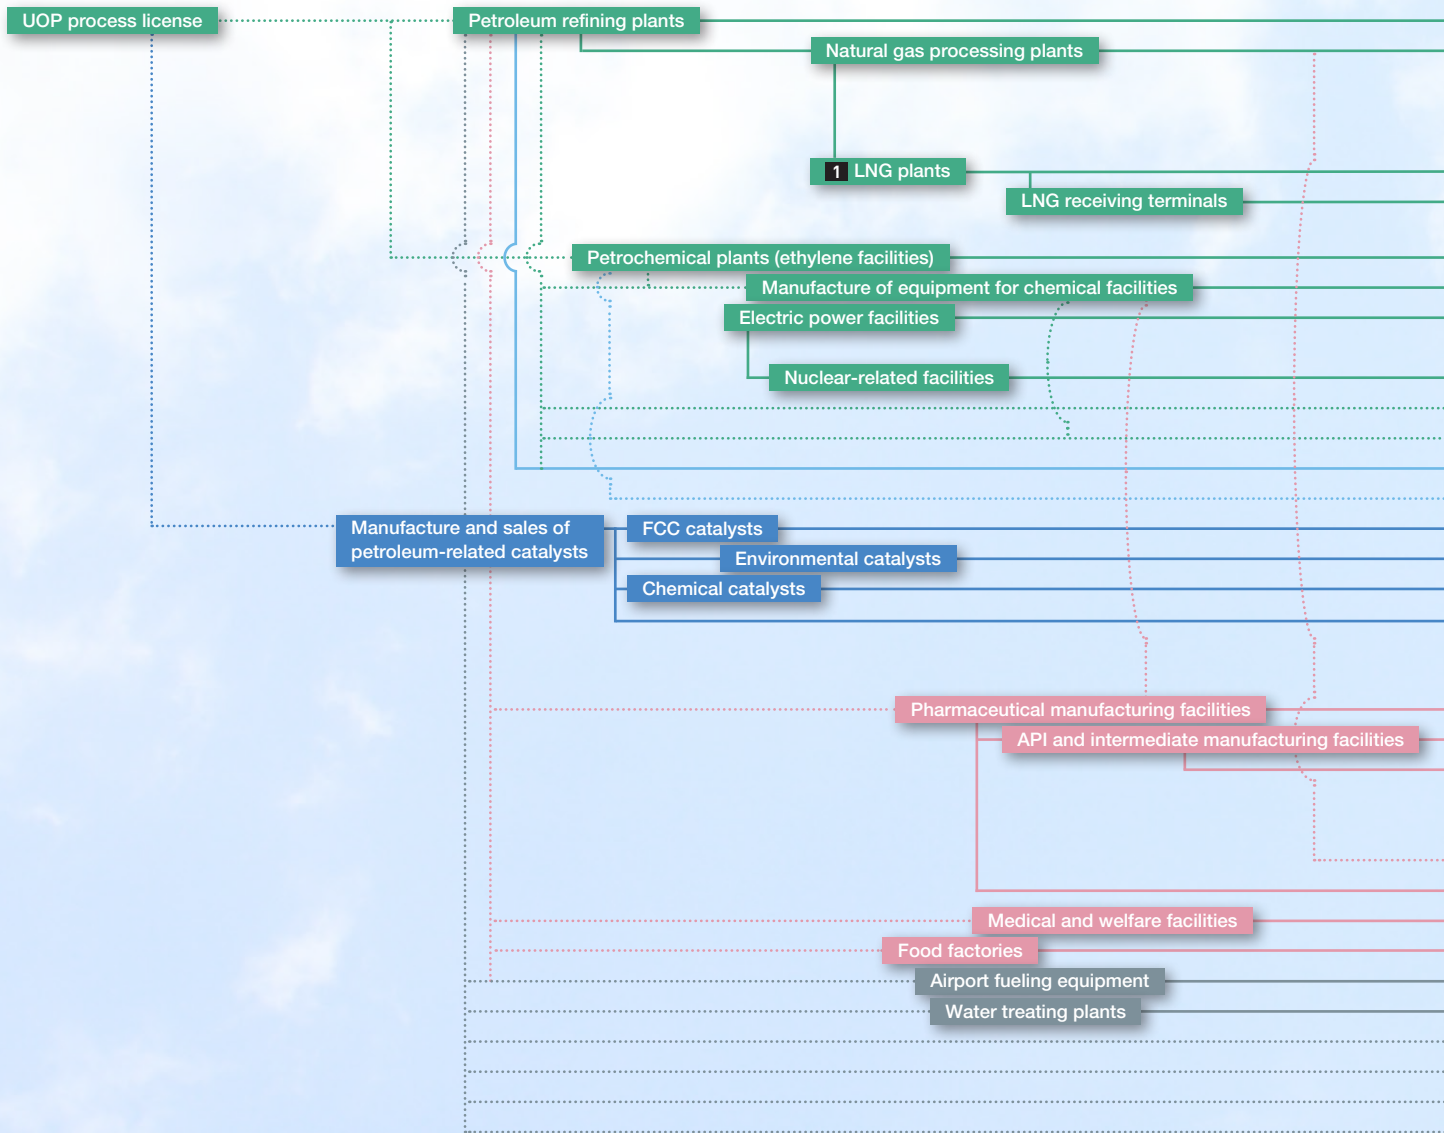 UOP process license
Petroleum refining plants
Natural gas processing plants
1 LNG plants
LNG receiving terminals
Petrochemical plants (ethylene facilities)
Manufacture of equipment for chemical facilities
Electric power facilities
Nuclear-related facilities
Manufacture and sales of
petroleum-related catalysts
FCC catalysts
Environmental catalysts
Chemical catalysts
Pharmaceutical manufacturing facilities
API and intermediate manufacturing facilities
Medical and welfare facilities
Food factories
Airport fueling equipment
Water treating plants